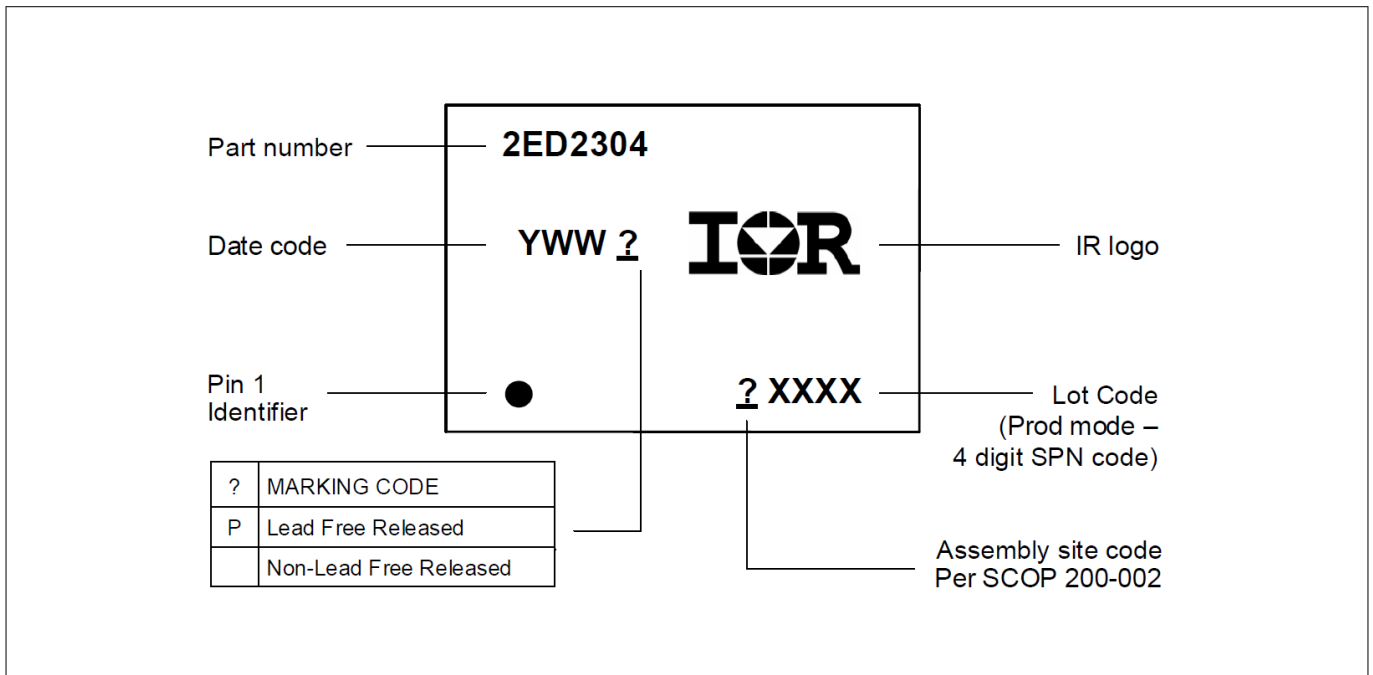 Part number
2ED2304
Date code
YWW ?
IOR
IR logo
Pin 1
Identifier
? XXXX
Lot Code
(Prod mode –
4 digit SPN code)
? MARKING CODE
P Lead Free Released
Non-Lead Free Released
Assembly site code
Per SCOP 200-002